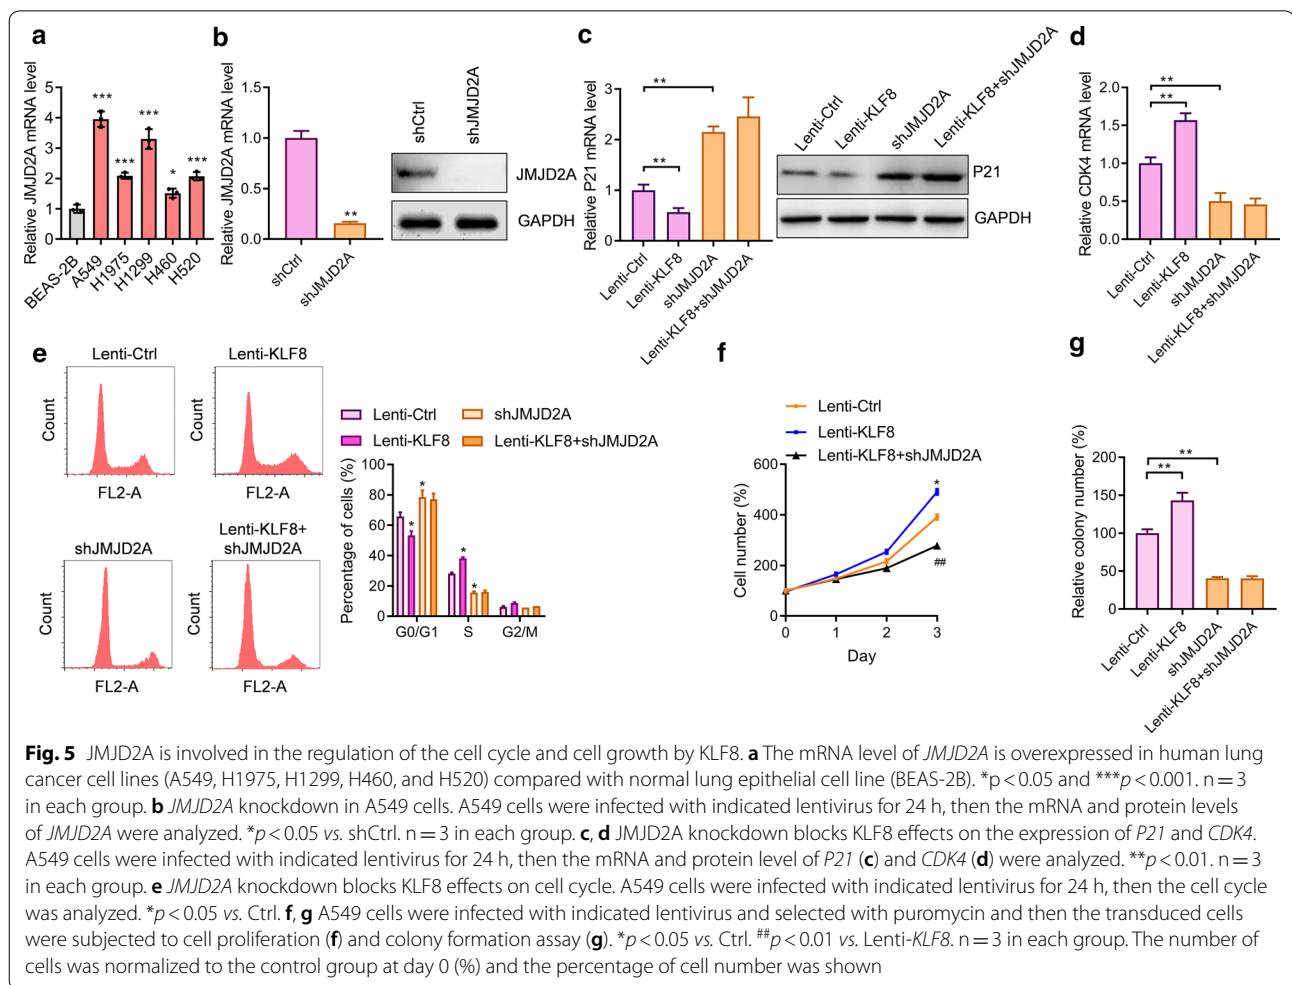 a
Relative JMJD2A mRNA level
5
4
3
2
1
0
***
***
***
*
***
BEAS-2B
A549
H1975
H1299
H460
H520
b
Relative JMJD2A mRNA level
1.5
1.0
0.5
0.0
**
shCtrl
shJMJD2A
shCtrl
shJMJD2A
JMJD2A
GAPDH
c
Relative P21 mRNA level
3
2
1
0
**
**
Lenti-Ctrl
Lenti-KLF8
shJMJD2A
Lenti-KLF8+shJMJD2A
Lenti-Ctrl
Lenti-KLF8
shJMJD2A
Lenti-KLF8+shJMJD2A
P21
GAPDH
d
Relative CDK4 mRNA level
2.0
1.5
1.0
0.5
0.0
**
**
Lenti-Ctrl
Lenti-KLF8
shJMJD2A
Lenti-KLF8+shJMJD2A
e
Lenti-Ctrl
Count
FL2-A
Lenti-KLF8
Count
FL2-A
shJMJD2A
Count
FL2-A
Lenti-KLF8+
shJMJD2A
Count
FL2-A
Lenti-Ctrl
shJMJD2A
Lenti-KLF8
Lenti-KLF8+shJMJD2A
Percentage of cells (%)
100
80
60
40
20
0
*
*
*
*
G0/G1
S
G2/M
f
Lenti-Ctrl
Lenti-KLF8
Lenti-KLF8+shJMJD2A
Cell number (%)
600
400
200
0
*
##
0
1
2
3
Day
g
Relative colony number (%)
200
150
100
50
0
**
**
Lenti-Ctrl
Lenti-KLF8
shJMJD2A
Lenti-KLF8+shJMJD2A
Fig. 5 JMJD2A is involved in the regulation of the cell cycle and cell growth by KLF8. a The mRNA level of JMJD2A is overexpressed in human lung
cancer cell lines (A549, H1975, H1299, H460, and H520) compared with normal lung epithelial cell line (BEAS-2B). *p < 0.05 and ***p < 0.001. n = 3
in each group. b JMJD2A knockdown in A549 cells. A549 cells were infected with indicated lentivirus for 24 h, then the mRNA and protein levels
of JMJD2A were analyzed. *p < 0.05 vs. shCtrl. n = 3 in each group. c, d JMJD2A knockdown blocks KLF8 effects on the expression of P21 and CDK4.
A549 cells were infected with indicated lentivirus for 24 h, then the mRNA and protein level of P21 (c) and CDK4 (d) were analyzed. **p < 0.01. n = 3
in each group. e JMJD2A knockdown blocks KLF8 effects on cell cycle. A549 cells were infected with indicated lentivirus for 24 h, then the cell cycle
was analyzed. *p < 0.05 vs. Ctrl. f, g A549 cells were infected with indicated lentivirus and selected with puromycin and then the transduced cells
were subjected to cell proliferation (f) and colony formation assay (g). *p < 0.05 vs. Ctrl. ##p < 0.01 vs. Lenti-KLF8. n = 3 in each group. The number of
cells was normalized to the control group at day 0 (%) and the percentage of cell number was shown